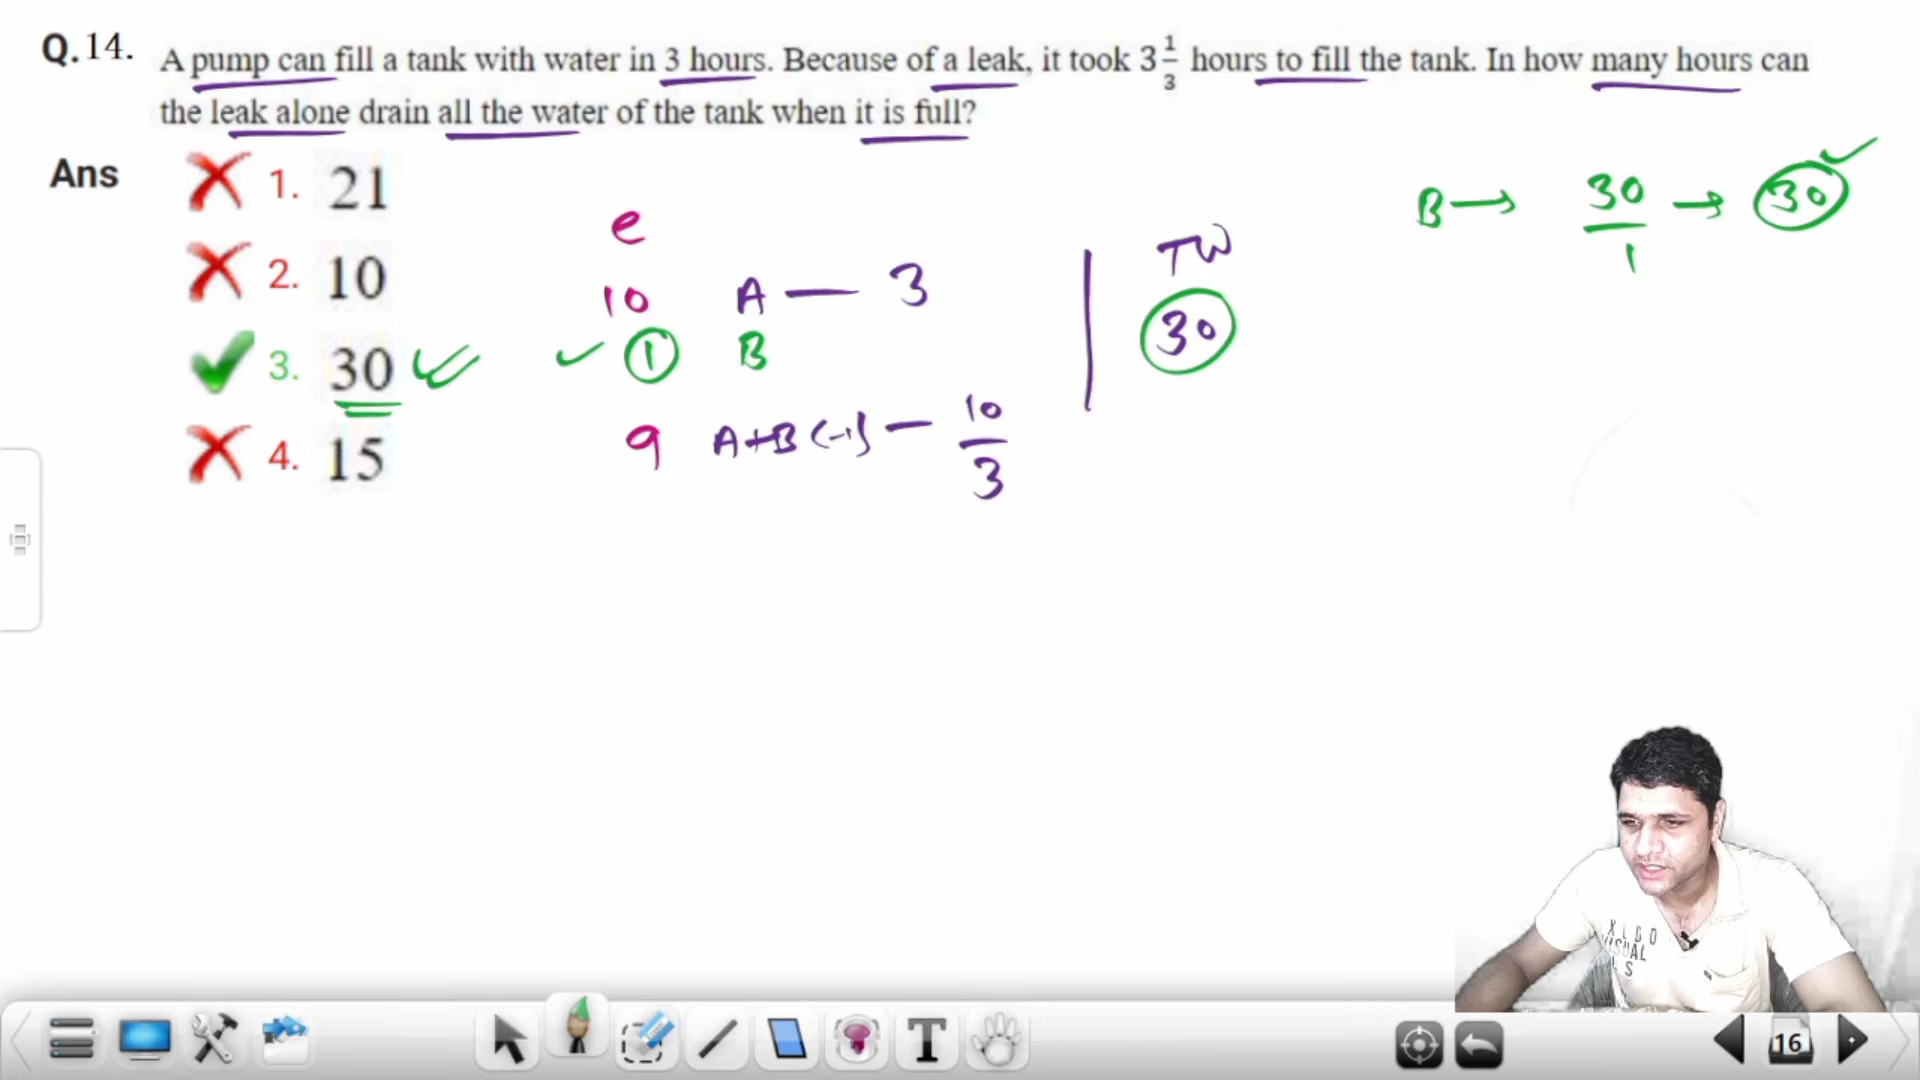 Q.14. A pump can fill a tank with water in 3 hours. Because of a leak, it took 3 1/3 hours to fill the tank. In how many hours can
the leak alone drain all the water of the tank when it is full?
Ans
1. 21
2. 10
3. 30
4. 15
e
10 A — 3
1 B
9 A+B (-1) — 10/3
TW
30
B → 30/1 → 30
X L D O
VISUAL
L S
T
16